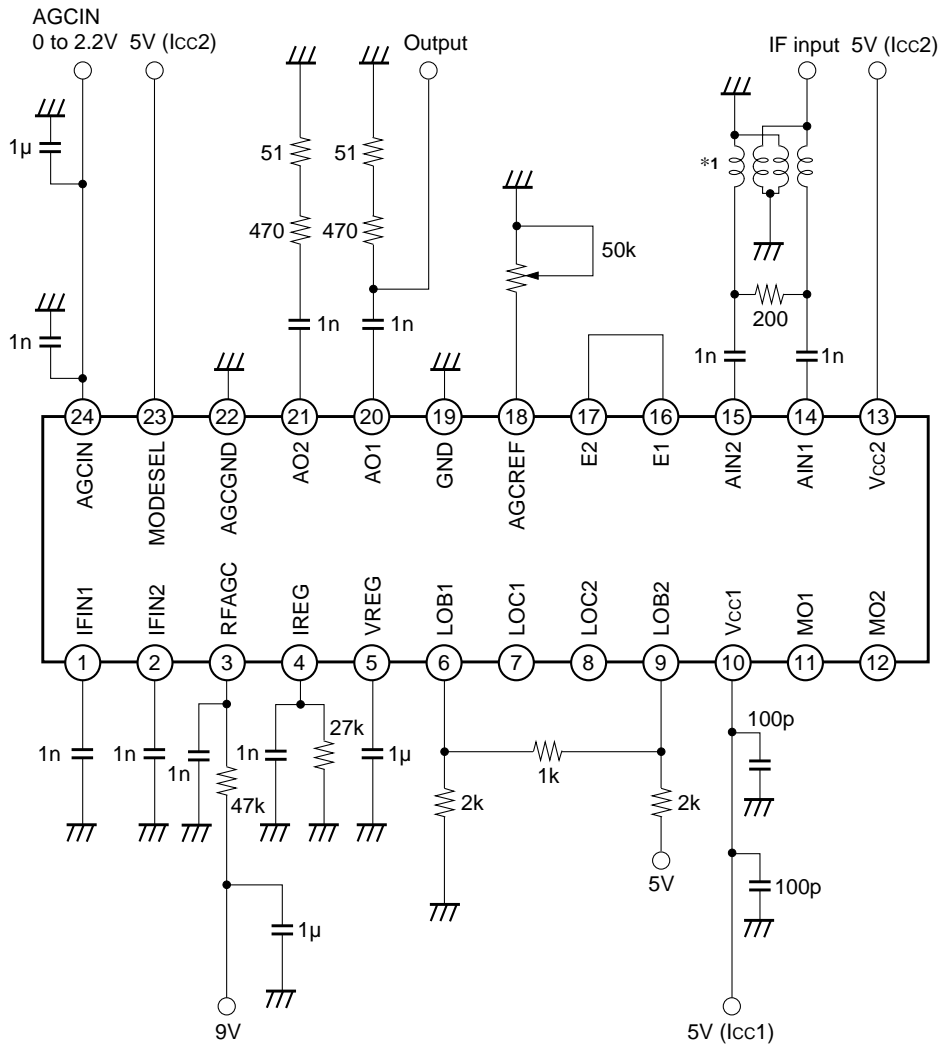 AGCIN
0 to 2.2V 5V (Icc2)
Output
IF input 5V (Icc2)
1µ
51
51
*1
470
470
50k
200
1n
1n
1n
1n
1n
24
23
22
21
20
19
18
17
16
15
14
13
AGCIN
MODESEL
AGCGND
AO2
AO1
GND
AGCREF
E2
E1
AIN2
AIN1
Vcc2
IFIN1
IFIN2
RFAGC
IREG
VREG
LOB1
LOC1
LOC2
LOB2
Vcc1
MO1
MO2
1
2
3
4
5
6
7
8
9
10
11
12
1n
1n
1n
47k
1n
27k
1µ
1k
100p
2k
2k
5V
100p
1µ
9V
5V (Icc1)